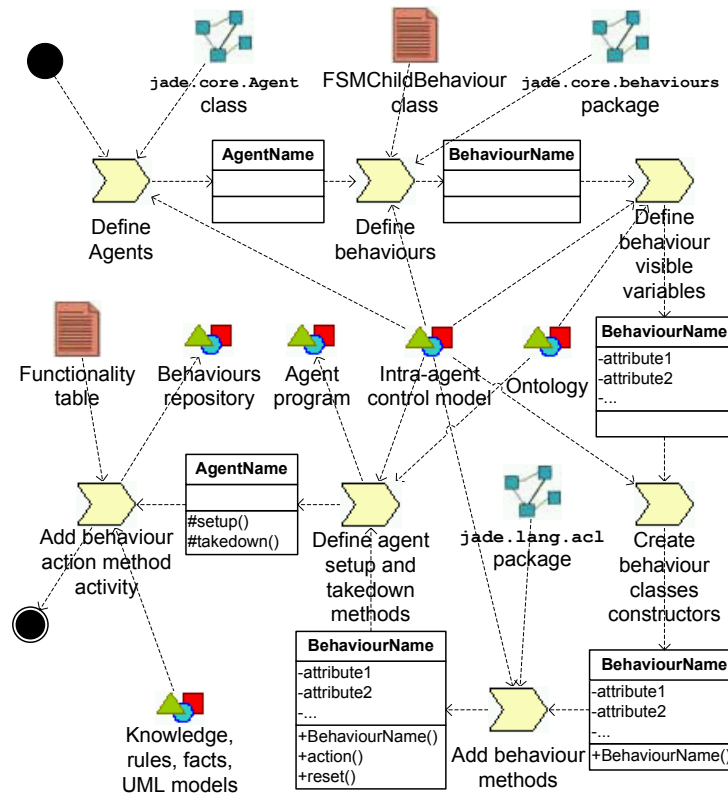 jade.core.Agent
class
FSMChildBehaviour
class
jade.core.behaviours
package
AgentName
BehaviourName
Define
Agents
Define
behaviours
Define
behaviour
visible
variables
BehaviourName
-attribute1
-attribute2
-...
Functionality
table
Behaviours
repository
Agent
program
Intra-agent
control model
Ontology
AgentName
#setup()
#takedown()
Add behaviour
action method
activity
Define agent
setup and
takedown
methods
jade.lang.acl
package
Create
behaviour
classes
constructors
BehaviourName
-attribute1
-attribute2
-...
+BehaviourName()
+action()
+reset()
BehaviourName
-attribute1
-attribute2
-...
+BehaviourName()
Knowledge,
rules, facts,
UML models
Add behaviour
methods